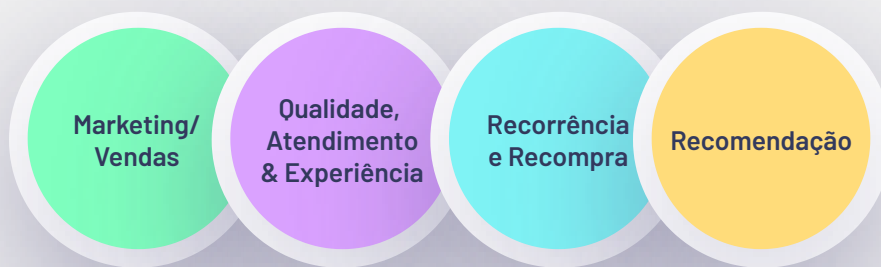 Marketing/
Vendas
Qualidade,
Atendimento
& Experiência
Recorrência
e Recompra
Recomendação